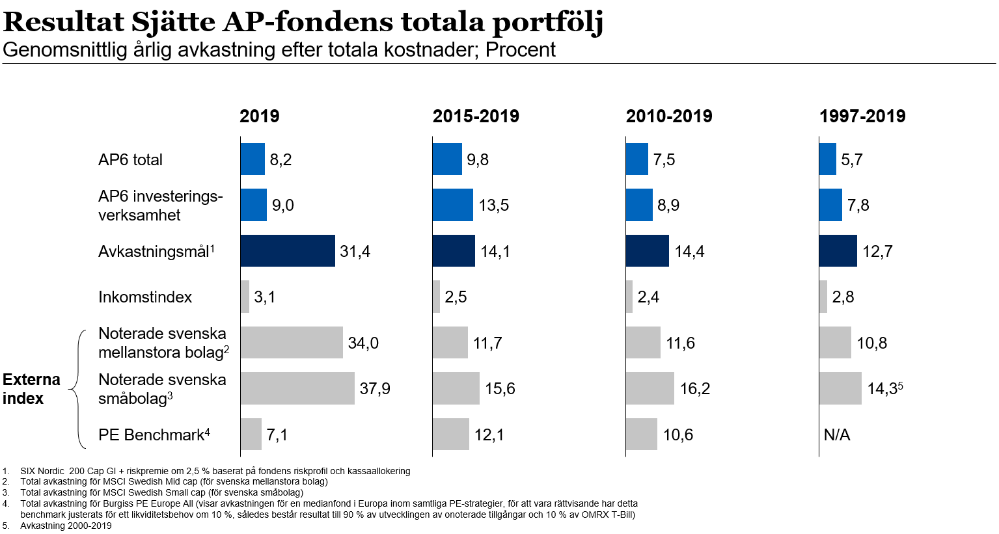 Resultat Sjätte AP-fondens totala portfölj
Genomsnittlig årlig avkastning efter totala kostnader; Procent
2019 2015-2019 2010-2019 1997-2019
AP6 total 8,2 9,8 7,5 5,7
AP6 investerings-
verksamhet 9,0 13,5 8,9 7,8
Avkastningsmål1 31,4 14,1 14,4 12,7
Inkomstindex 3,1 2,5 2,4 2,8
Externa
index
Noterade svenska
mellanstora bolag2 34,0 11,7 11,6 10,8
Noterade svenska
småbolag3 37,9 15,6 16,2 14,35
PE Benchmark4 7,1 12,1 10,6 N/A
1. SIX Nordic  200 Cap GI + riskpremie om 2,5 % baserat på fondens riskprofil och kassaallokering
2. Total avkastning för MSCI Swedish Mid cap (för svenska mellanstora bolag)
3. Total avkastning för MSCI Swedish Small cap (för svenska småbolag)
4. Total avkastning för Burgiss PE Europe All (visar avkastningen för en medianfond i Europa inom samtliga PE-strategier, för att vara rättvisande har detta
benchmark justerats för ett likviditetsbehov om 10 %, således består resultat till 90 % av utvecklingen av onoterade tillgångar och 10 % av OMRX T-Bill)
5. Avkastning 2000-2019